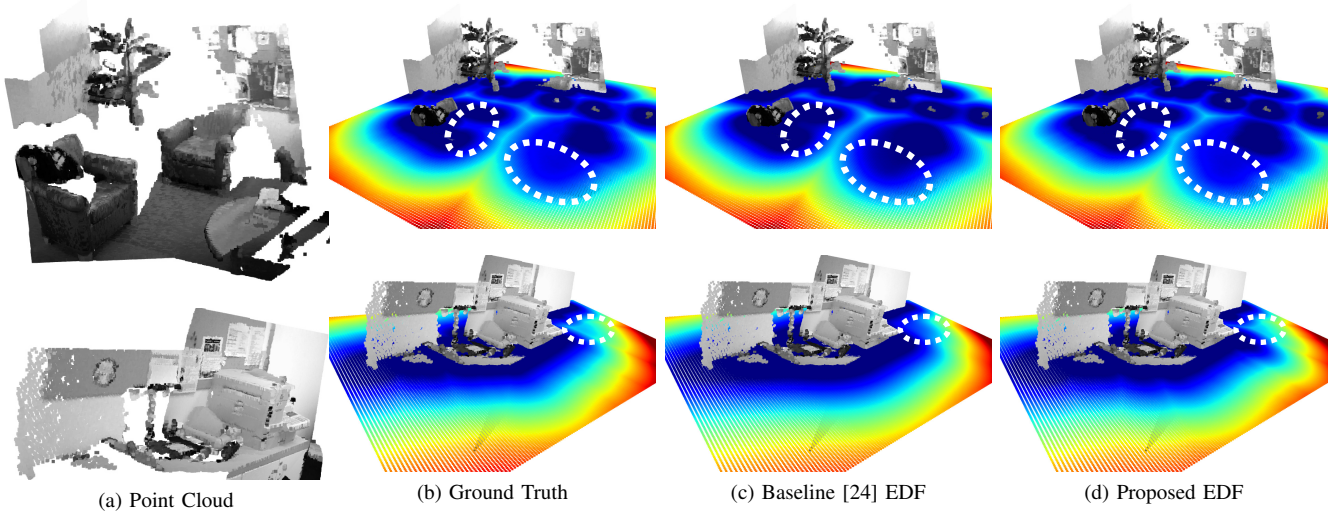 (a) Point Cloud
(b) Ground Truth
(c) Baseline [24] EDF
(d) Proposed EDF